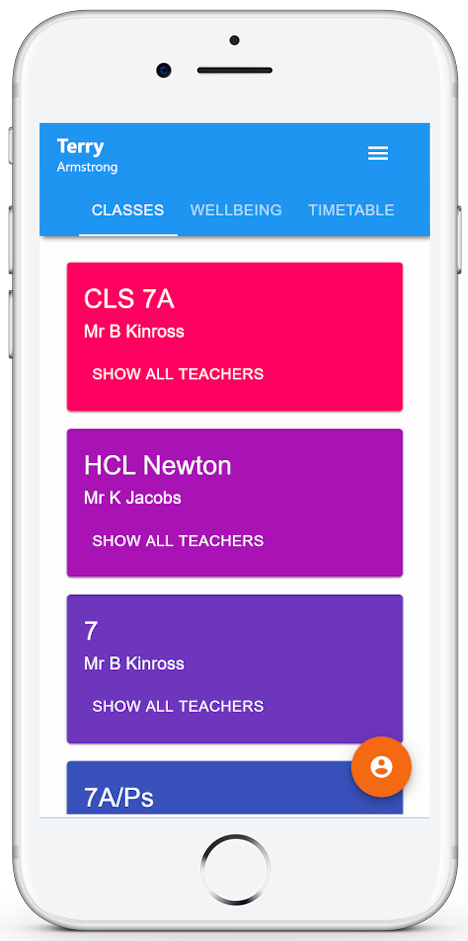 Terry
Armstrong
CLASSES WELLBEING TIMETABLE
CLS 7A
Mr B Kinross
SHOW ALL TEACHERS
HCL Newton
Mr K Jacobs
SHOW ALL TEACHERS
7
Mr B Kinross
SHOW ALL TEACHERS
7A/Ps